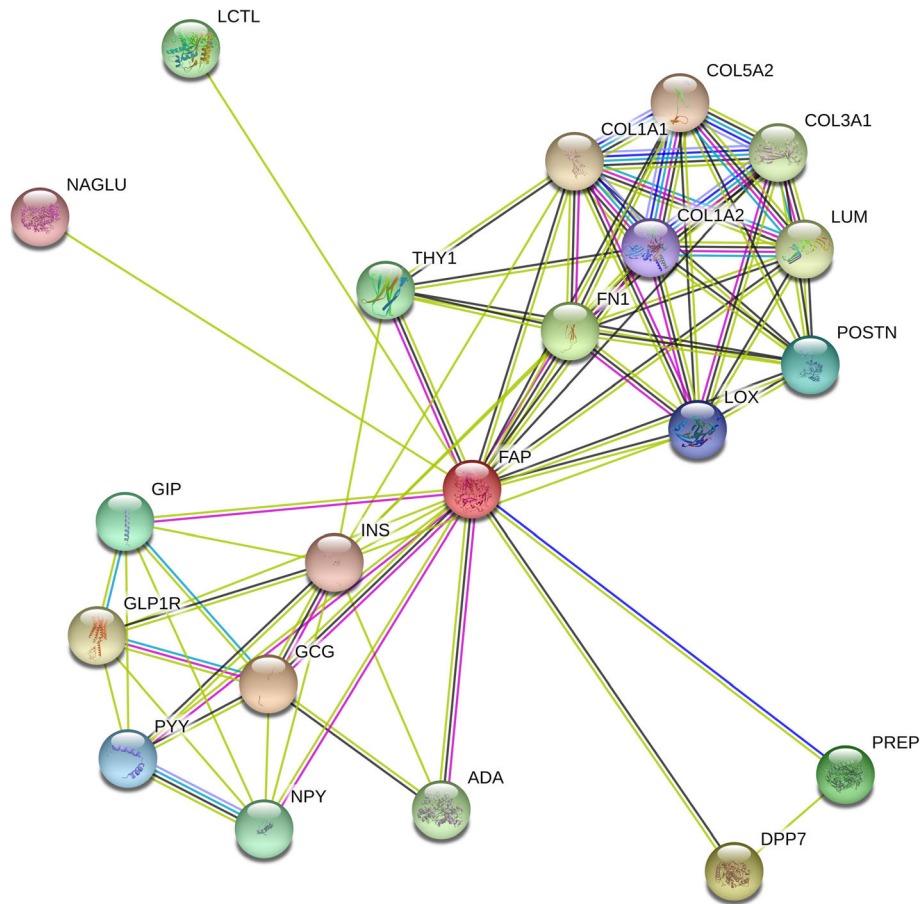 LCTL
COL5A2
COL3A1
COL1A1
NAGLU
COL1A2
LUM
THY1
FN1
POSTN
LOX
FAP
GIP
INS
GLP1R
GCG
PYY
PREP
ADA
NPY
DPP7